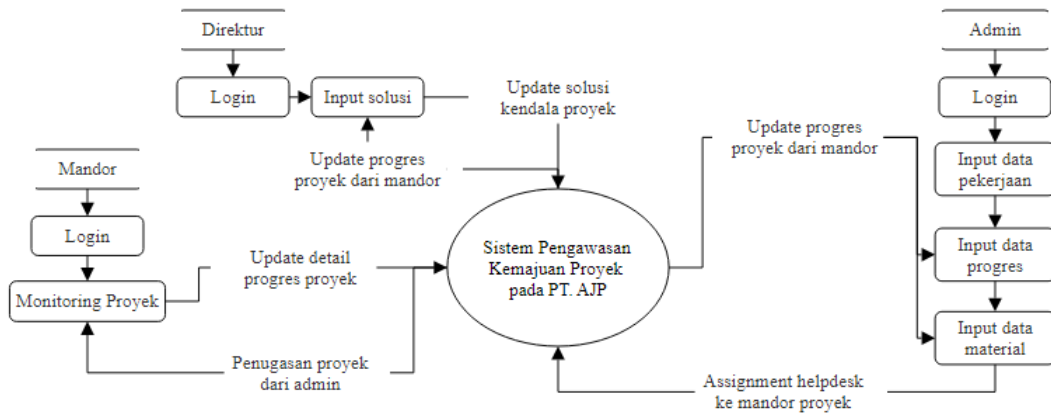 Direktur
Login
Input solusi
Update solusi
kendala proyek
Update progres
proyek dari mandor
Mandor
Login
Monitoring Proyek
Update detail
progres proyek
Penugasan proyek
dari admin
Sistem Pengawasan
Kemajuan Proyek
pada PT. AJP
Update progres
proyek dari mandor
Admin
Login
Input data
pekerjaan
Input data
progres
Input data
material
Assignment helpdesk
ke mandor proyek